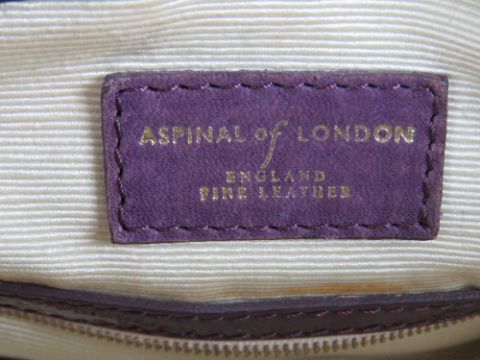 ASPINAL of LONDON
ENGLAND
FINE LEATHER